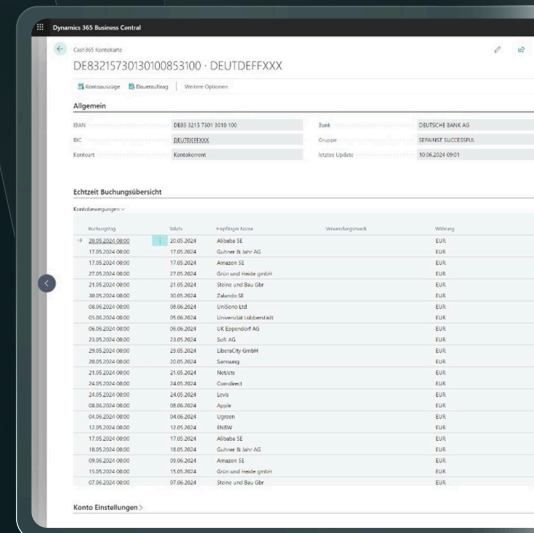 Dynamics 365 Business Central
Cash365 Kontokarte
DE83215730130100853100 · DEUTDEFFXXX
Kontoauszüge Dauerauftrag Weitere Optionen
Allgemein
IBAN DE83 3215 7301 3010 100 Bank DEUTSCHE BANK AG
BIC DEUTDEFFXXX Gruppe SEPAINST SUCCESSFUL
Kontoart Kontokorrent letztes Update 10.06.2024 09:01
Echtzeit Buchungsübersicht
Kontobewegungen
Buchungstag Valuta Empfänger Name Verwendungszweck Währung
20.05.2024 08:00 20.05.2024 Alibaba SE EUR
17.05.2024 08:00 17.05.2024 Guhner & Jahr AG EUR
17.05.2024 08:00 17.05.2024 Amazon SE EUR
27.05.2024 08:00 27.05.2024 Grün und Heide gmbH EUR
21.05.2024 08:00 21.05.2024 Steine und Bau Gbr EUR
30.05.2024 08:00 30.05.2024 Zalando SE EUR
08.06.2024 08:00 08.06.2024 UniSono Ltd EUR
05.06.2024 08:00 05.06.2024 Universität EUR
06.06.2024 08:00 06.06.2024 UK Eppendorf AG EUR
23.05.2024 08:00 23.05.2024 Soft AG EUR
29.05.2024 08:00 29.05.2024 LiberaCity GmbH EUR
20.05.2024 08:00 20.05.2024 Samsung EUR
21.05.2024 08:00 21.05.2024 NetJets EUR
24.05.2024 08:00 24.05.2024 Comdirect EUR
24.05.2024 08:00 24.05.2024 Levis EUR
08.06.2024 08:00 08.06.2024 Apple EUR
04.06.2024 08:00 04.06.2024 Ugreen EUR
12.05.2024 08:00 12.05.2024 ENBW EUR
17.05.2024 08:00 17.05.2024 Alibaba SE EUR
18.05.2024 08:00 18.05.2024 Guhner & Jahr AG EUR
09.06.2024 08:00 09.06.2024 Amazon SE EUR
15.05.2024 08:00 15.05.2024 Grün und Heide gmbH EUR
07.06.2024 08:00 07.06.2024 Steine und Bau Gbr EUR
Konto Einstellungen